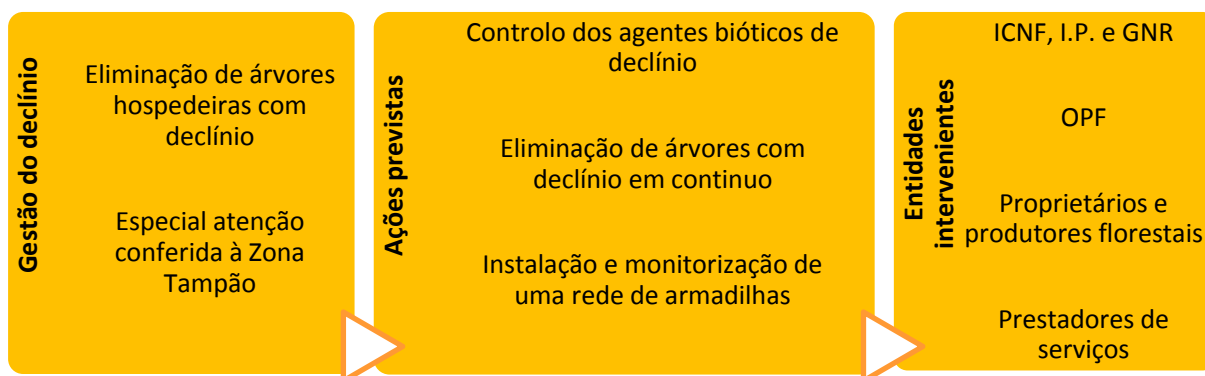 Gestão do declínio
Eliminação de árvores
hospedeiras com
declínio
Especial atenção
conferida à Zona
Tampão
Ações previstas
Controlo dos agentes bióticos de
declínio
Eliminação de árvores com
declínio em continuo
Instalação e monitorização de
uma rede de armadilhas
Entidades
intervenientes
ICNF, I.P. e GNR
OPF
Proprietários e
produtores florestais
Prestadores de
serviços